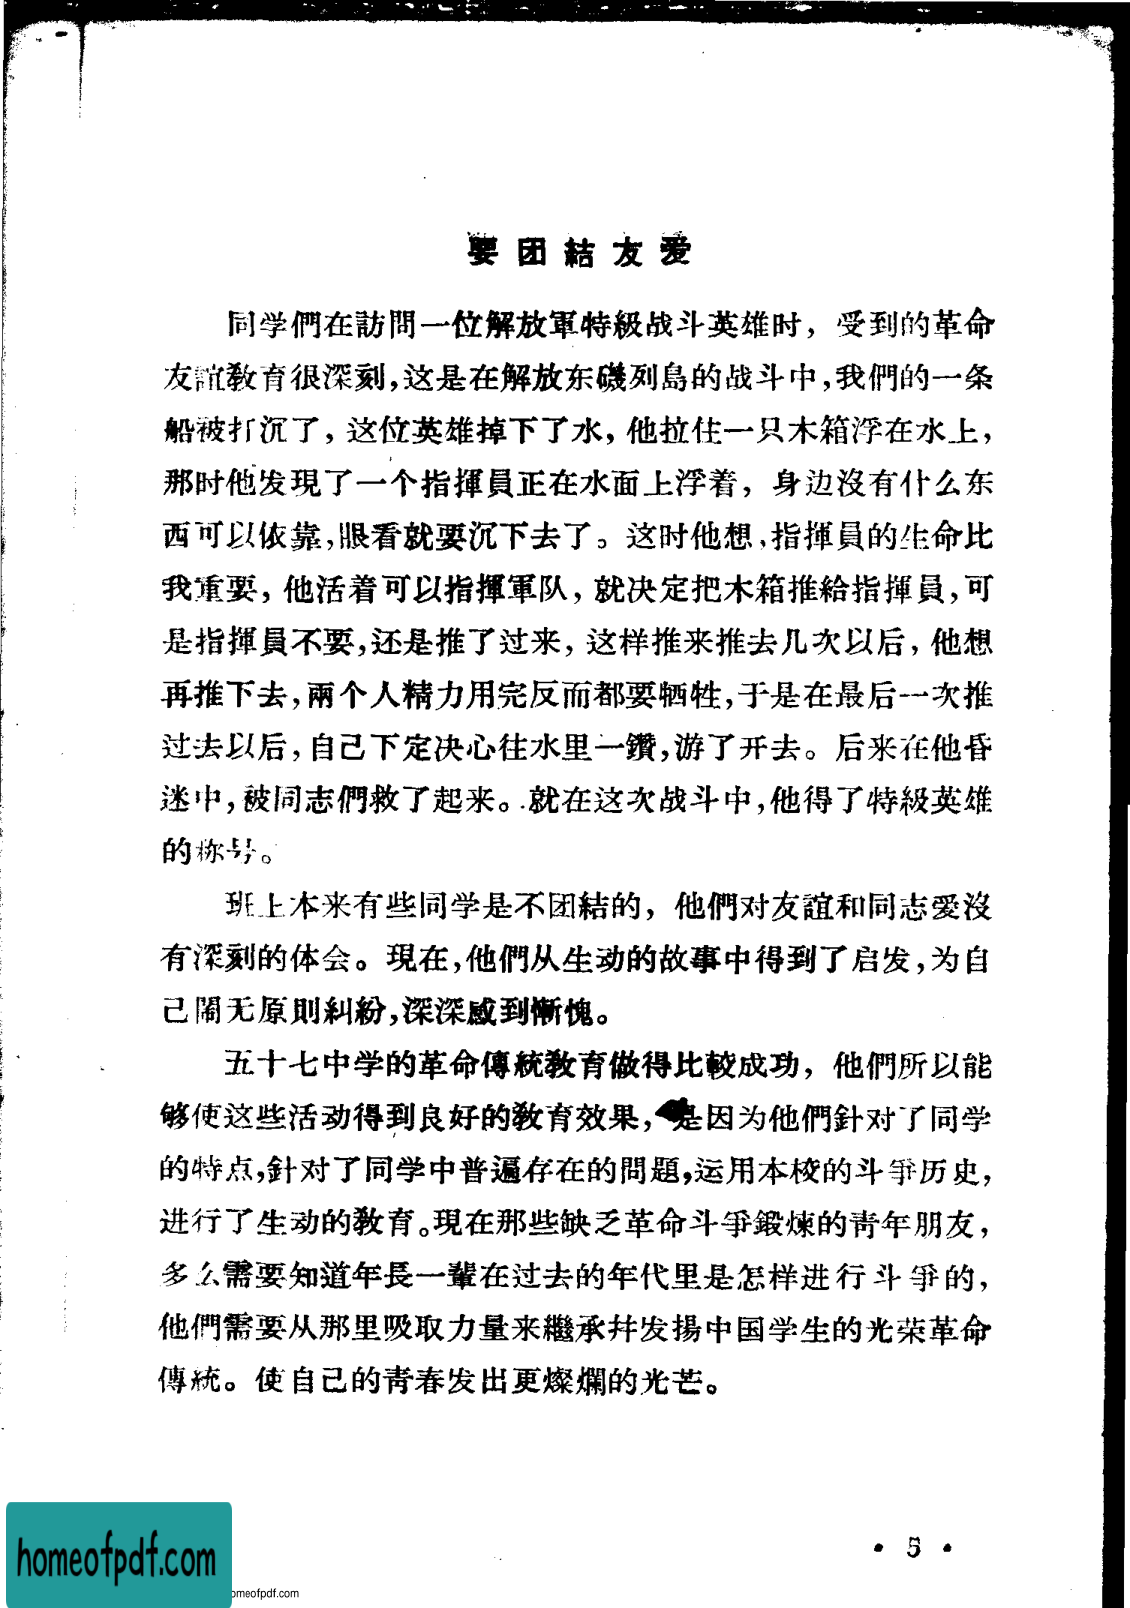 要团結友爱
同学們在訪問一位解放軍特級战斗英雄时，受到的革命
友誼教育很深刻，这是在解放东磯列島的战斗中，我們的一条
船被打沉了，这位英雄掉下了水，他拉住一只木箱浮在水上，
那时他发現了一个指揮員正在水面上浮着，身边沒有什么东
西可以依靠，眼看就要沉下去了。这时他想，指揮員的生命比
我重要，他活着可以指揮軍队，就决定把木箱推給指揮員，可
是指揮員不要，还是推了过来，这样推来推去几次以后，他想
再推下去，兩个人精力用完反而都要牺牲，于是在最后一次推
过去以后，自己下定决心往水里一鑽，游了开去。后来在他昏
迷中，被同志們救了起来。就在这次战斗中，他得了特級英雄
的称号。
班上本来有些同学是不团結的，他們对友誼和同志愛沒
有深刻的体会。現在，他們从生动的故事中得到了启发，为自
己鬧无原則糾紛，深深感到慚愧。
五十七中学的革命傳統教育做得比較成功，他們所以能
够使这些活动得到良好的教育效果，是因为他們針对了同学
的特点，針对了同学中普遍存在的問題，运用本校的斗爭历史，
进行了生动的教育。現在那些缺乏革命斗爭鍛煉的青年朋友，
多么需要知道年長一輩在过去的年代里是怎样进行斗爭的，
他們需要从那里吸取力量来繼承幷发揚中国学生的光荣革命
傳統。使自己的青春发出更燦爛的光芒。
• 5 •
homeofpdf.com
omeofpdf.com